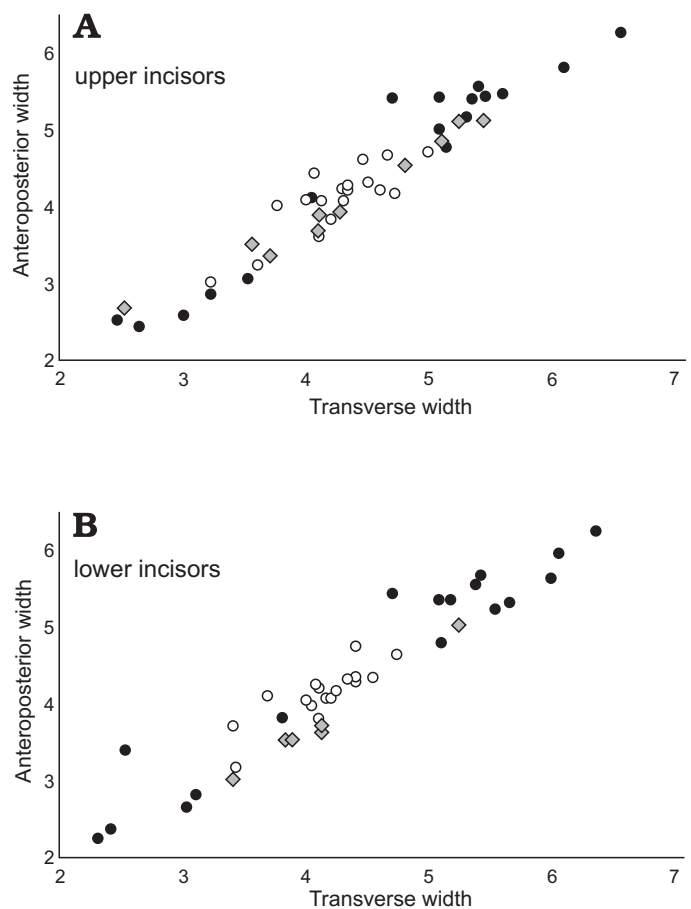 A
upper incisors
Anteroposterior width
6
5
4
3
2
2 3 4 5 6 7
Transverse width
B
lower incisors
Anteroposterior width
6
5
4
3
2
2 3 4 5 6 7
Transverse width